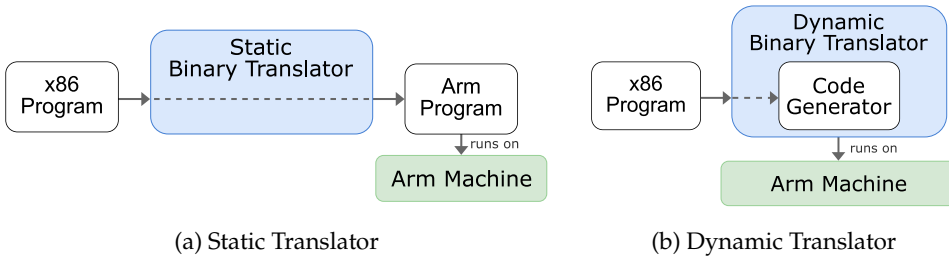 x86
Program
Static
Binary Translator
Arm
Program
runs on
Arm Machine
(a) Static Translator
x86
Program
Dynamic
Binary Translator
Code
Generator
runs on
Arm Machine
(b) Dynamic Translator